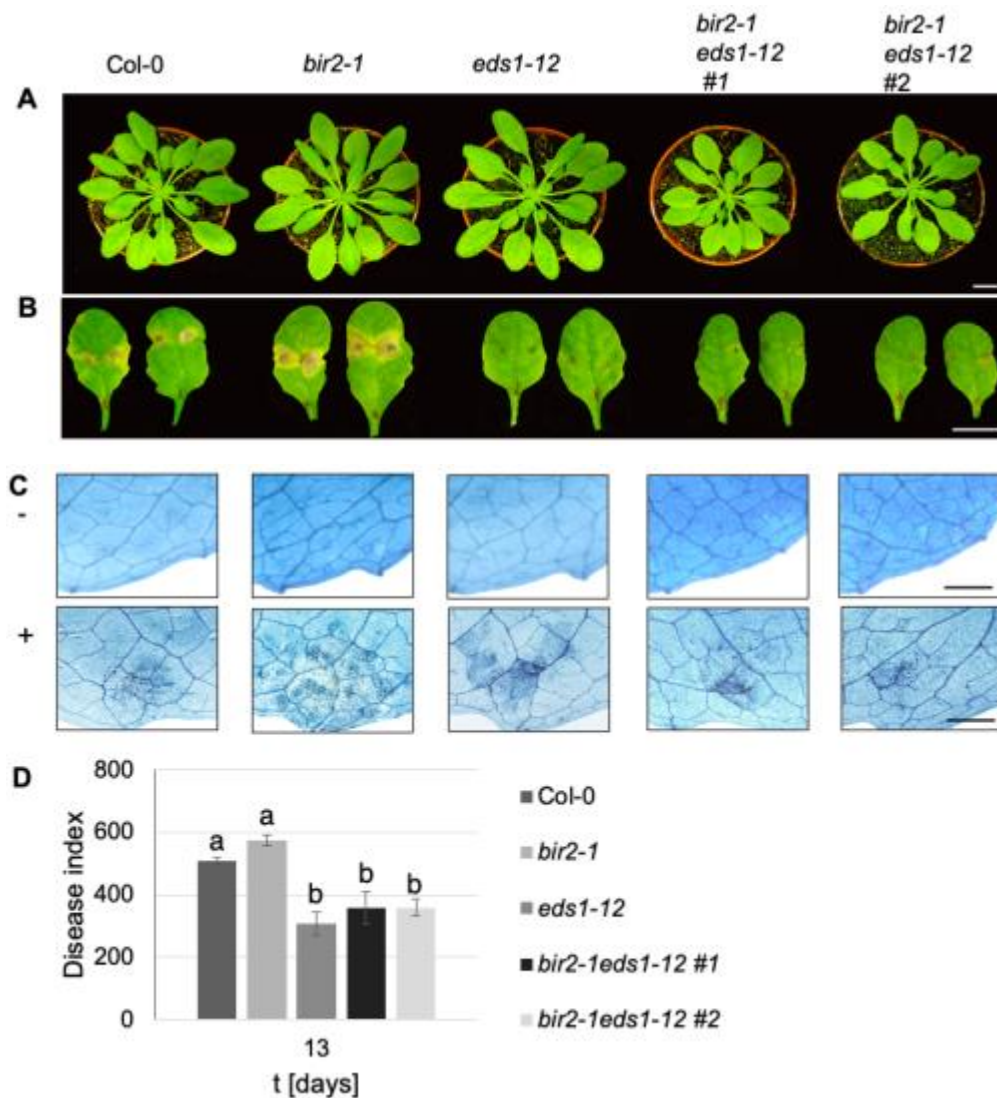 Col-0
bir2-1
eds1-12
bir2-1
eds1-12
#1
bir2-1
eds1-12
#2
A
B
C
-
+
D
Disease index
800
600
400
200
0
a
a
b
b
b
13
t [days]
Col-0
bir2-1
eds1-12
bir2-1eds1-12 #1
bir2-1eds1-12 #2